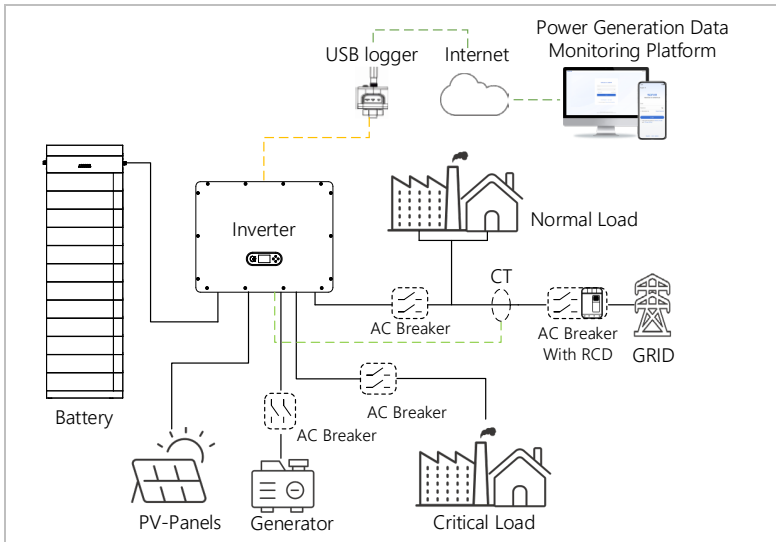 Power Generation Data
Monitoring Platform
USB logger
Internet
Inverter
Normal Load
CT
AC Breaker
AC Breaker
With RCD
GRID
Battery
AC Breaker
AC Breaker
PV-Panels
Generator
Critical Load